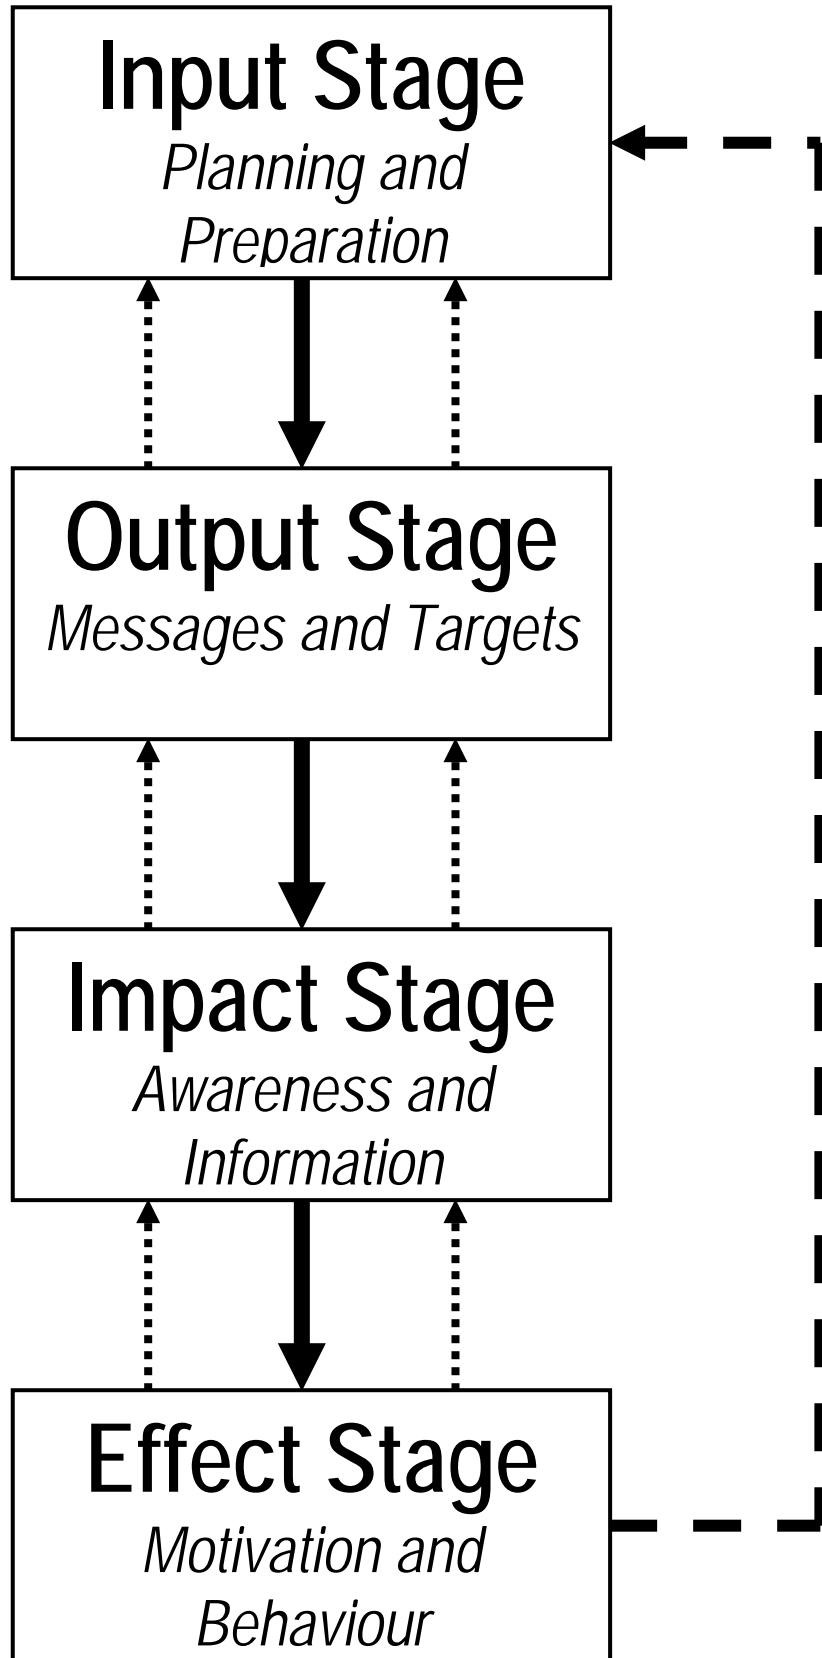 Input Stage
Planning and
Preparation
Output Stage
Messages and Targets
Impact Stage
Awareness and
Information
Effect Stage
Motivation and
Behaviour